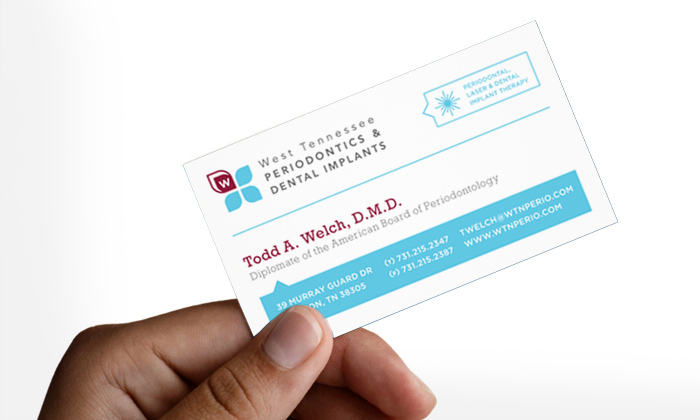 W
West Tennessee
PERIODONTICS &
DENTAL IMPLANTS
PERIODONTAL,
LASER & DENTAL
IMPLANT THERAPY
Todd A. Welch, D.M.D.
Diplomate of the American Board of Periodontology
39 MURRAY GUARD DR
ON, TN 38305
(T) 731.215.2347
(F) 731.215.2387
TWELCH@WTNPERIO.COM
WWW.WTNPERIO.COM